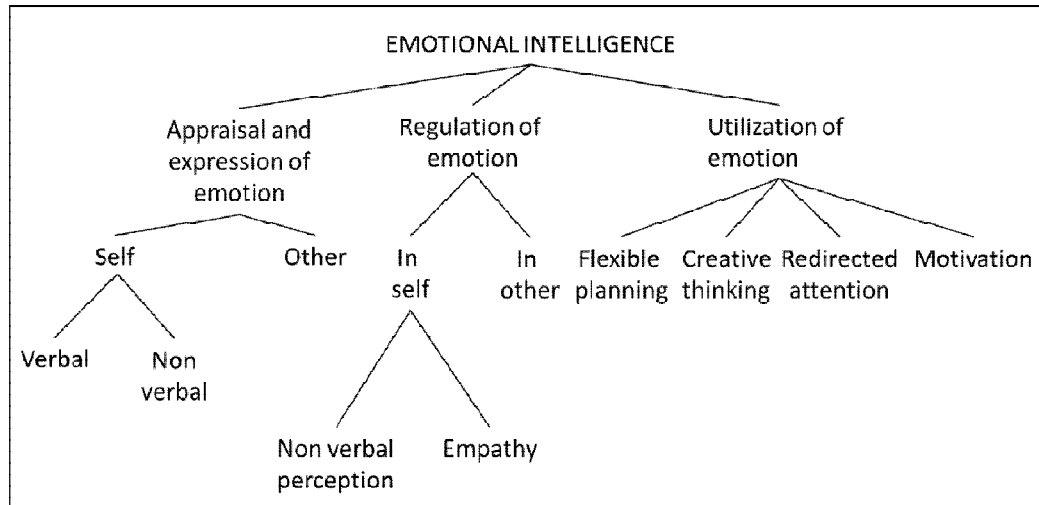 EMOTIONAL INTELLIGENCE
Appraisal and
expression of
emotion
Regulation of
emotion
Utilization of
emotion
Self
Other
In
self
In
other
Flexible
planning
Creative
thinking
Redirected
attention
Motivation
Verbal
Non
verbal
Non verbal
perception
Empathy